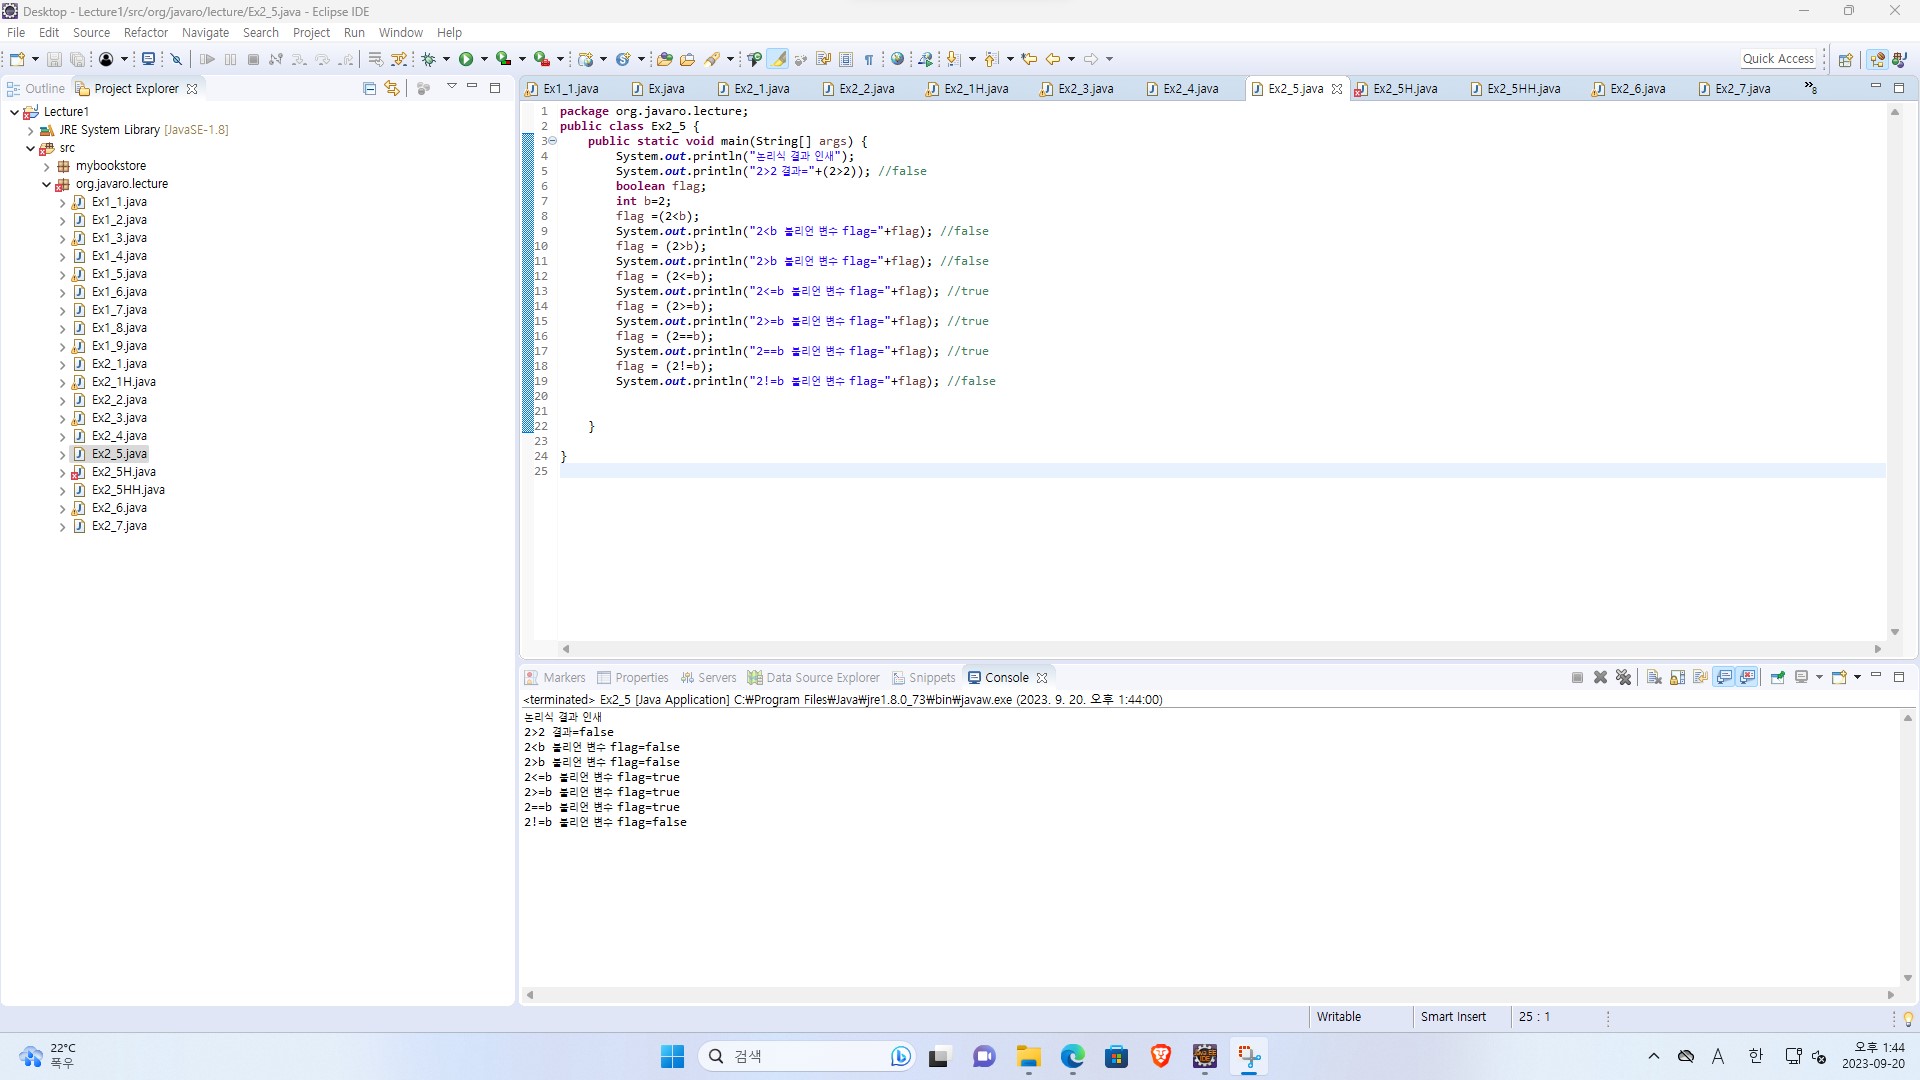 Desktop - Lecture1/src/org/javaro/lecture/Ex2_5.java - Eclipse IDE
File Edit Source Refactor Navigate Search Project Run Window Help
Quick Access
Outline Project Explorer
Lecture1
JRE System Library [JavaSE-1.8]
src
mybookstore
org.javaro.lecture
Ex1_1.java
Ex1_2.java
Ex1_3.java
Ex1_4.java
Ex1_5.java
Ex1_6.java
Ex1_7.java
Ex1_8.java
Ex1_9.java
Ex2_1.java
Ex2_1H.java
Ex2_2.java
Ex2_3.java
Ex2_4.java
Ex2_5.java
Ex2_5H.java
Ex2_5HH.java
Ex2_6.java
Ex2_7.java
Ex1_1.java Ex.java Ex2_1.java Ex2_2.java Ex2_1H.java Ex2_3.java Ex2_4.java Ex2_5.java Ex2_5H.java Ex2_5HH.java Ex2_6.java Ex2_7.java »8
1 package org.javaro.lecture;
2 public class Ex2_5 {
3 public static void main(String[] args) {
4 System.out.println("논리식 결과 인새");
5 System.out.println("2>2 결과="+(2>2)); //false
6 boolean flag;
7 int b=2;
8 flag =(2<b);
9 System.out.println("2<b 불리언 변수 flag="+flag); //false
10 flag = (2>b);
11 System.out.println("2>b 불리언 변수 flag="+flag); //false
12 flag = (2<=b);
13 System.out.println("2<=b 불리언 변수 flag="+flag); //true
14 flag = (2>=b);
15 System.out.println("2>=b 불리언 변수 flag="+flag); //true
16 flag = (2==b);
17 System.out.println("2==b 불리언 변수 flag="+flag); //true
18 flag = (2!=b);
19 System.out.println("2!=b 불리언 변수 flag="+flag); //false
20
21
22 }
23
24 }
25
Markers Properties Servers Data Source Explorer Snippets Console
<terminated> Ex2_5 [Java Application] C:₩Program Files₩Java₩jre1.8.0_73₩bin₩javaw.exe (2023. 9. 20. 오후 1:44:00)
논리식 결과 인새
2>2 결과=false
2<b 불리언 변수 flag=false
2>b 불리언 변수 flag=false
2<=b 불리언 변수 flag=true
2>=b 불리언 변수 flag=true
2==b 불리언 변수 flag=true
2!=b 불리언 변수 flag=false
Writable Smart Insert 25 : 1
22°C
폭우
검색
A 한
오후 1:44
2023-09-20